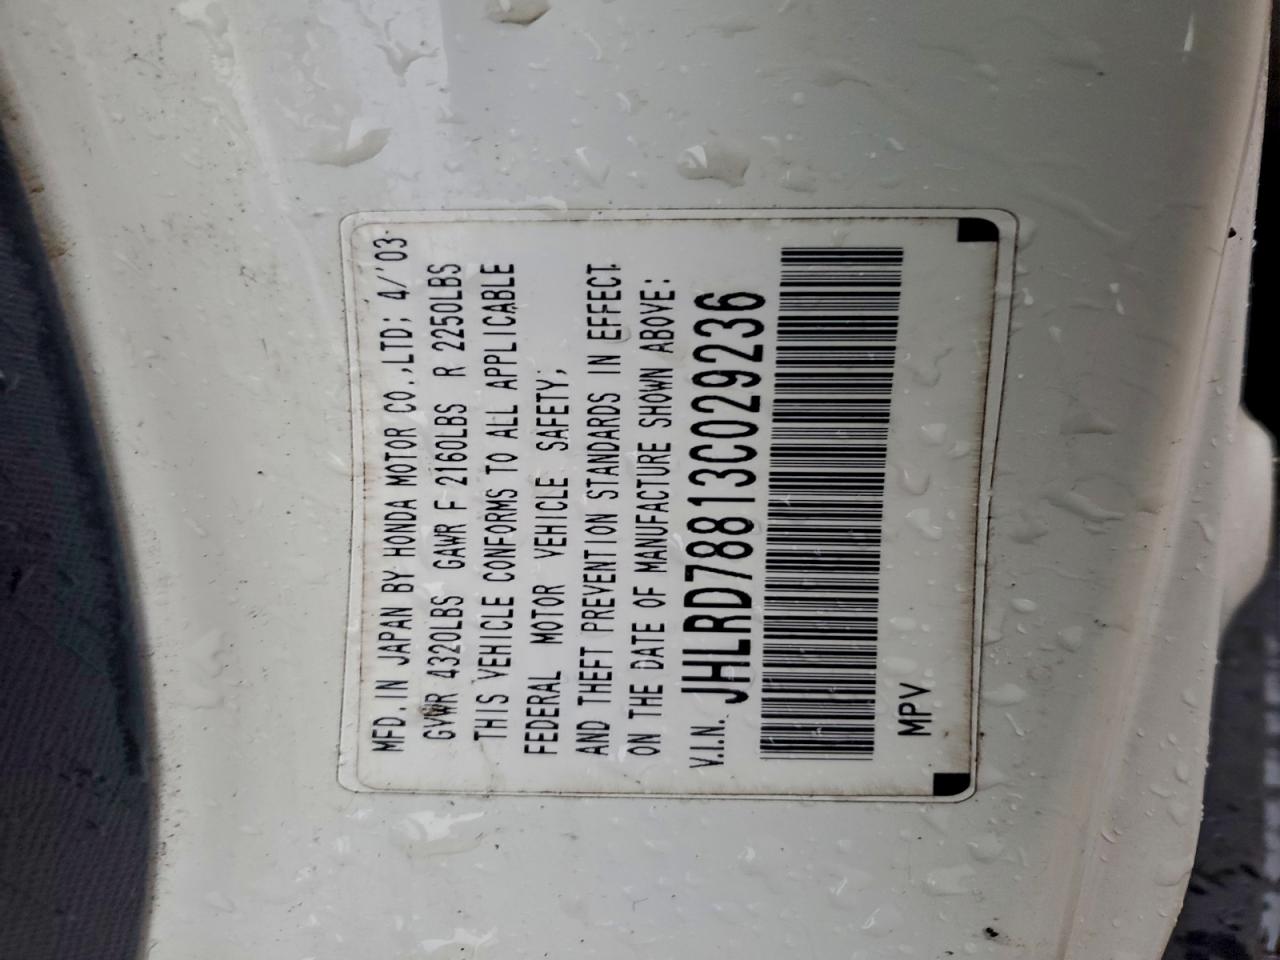 MFD. IN JAPAN BY HONDA MOTOR CO.,LTD; 4/'03
GVWR 4320LBS GAWR F 2160LBS R 2250LBS
THIS VEHICLE CONFORMS TO ALL APPLICABLE
FEDERAL MOTOR VEHICLE SAFETY;
AND THEFT PREVENTION STANDARDS IN EFFECT
ON THE DATE OF MANUFACTURE SHOWN ABOVE:
V.I.N. JHLRD78813C029236
MPV